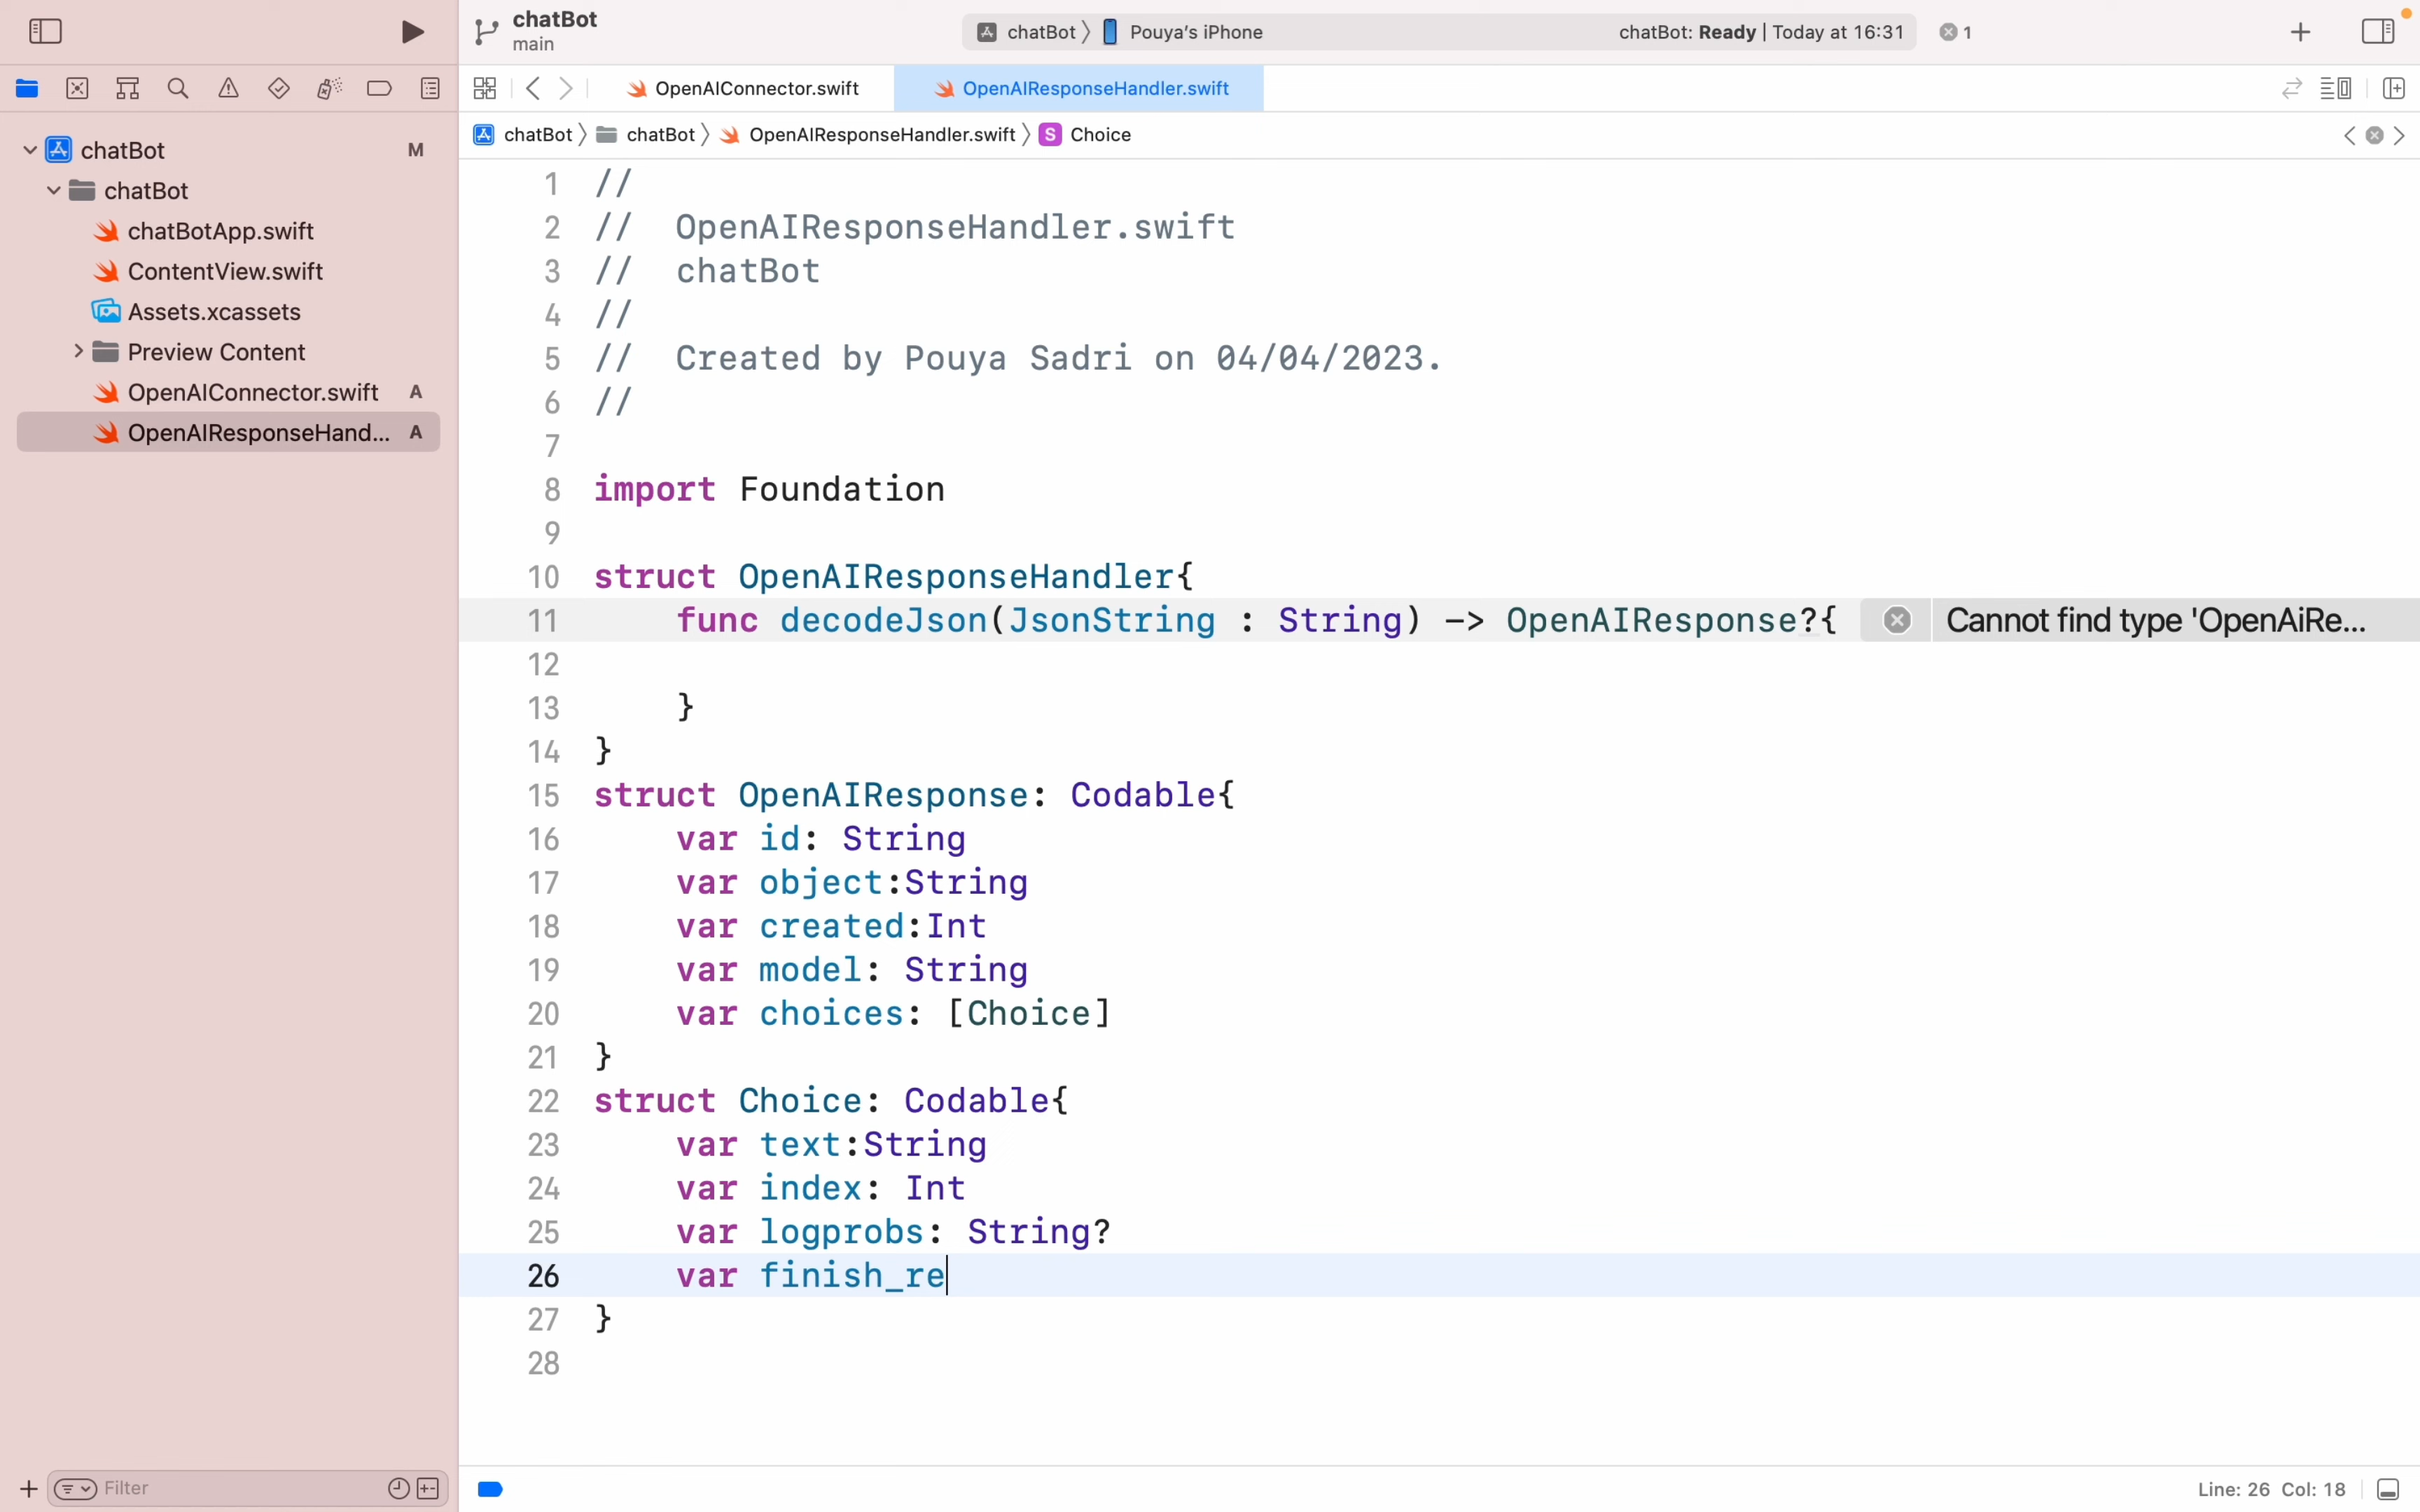 chatBot
main
chatBot 〉 Pouya's iPhone
chatBot: Ready | Today at 16:31
1
OpenAIConnector.swift
OpenAIResponseHandler.swift
chatBot 〉 chatBot 〉 OpenAIResponseHandler.swift 〉 S Choice
chatBot M
chatBot
chatBotApp.swift
ContentView.swift
Assets.xcassets
Preview Content
OpenAIConnector.swift A
OpenAIResponseHand... A
1 //
2 //  OpenAIResponseHandler.swift
3 //  chatBot
4 //
5 //  Created by Pouya Sadri on 04/04/2023.
6 //
7
8 import Foundation
9
10 struct OpenAIResponseHandler{
11     func decodeJson(JsonString : String) -> OpenAIResponse?{ Cannot find type 'OpenAiRe...
12
13     }
14 }
15 struct OpenAIResponse: Codable{
16     var id: String
17     var object:String
18     var created:Int
19     var model: String
20     var choices: [Choice]
21 }
22 struct Choice: Codable{
23     var text:String
24     var index: Int
25     var logprobs: String?
26     var finish_re
27 }
28
Filter
Line: 26 Col: 18